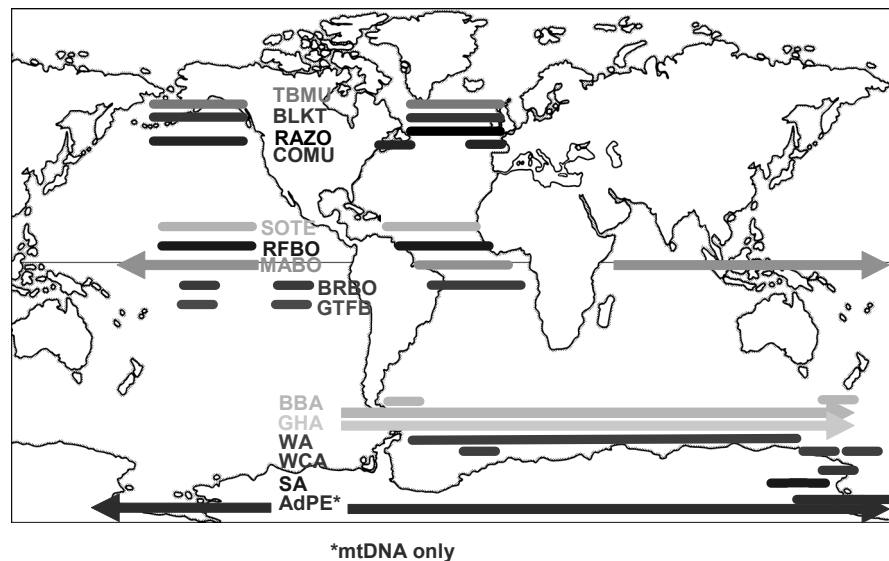 TBMU
BLKT
RAZO
COMU
SOTE
RFBO
MABO
BRBO
GTFB
BBA
GHA
WA
WCA
SA
AdPE*
*mtDNA only